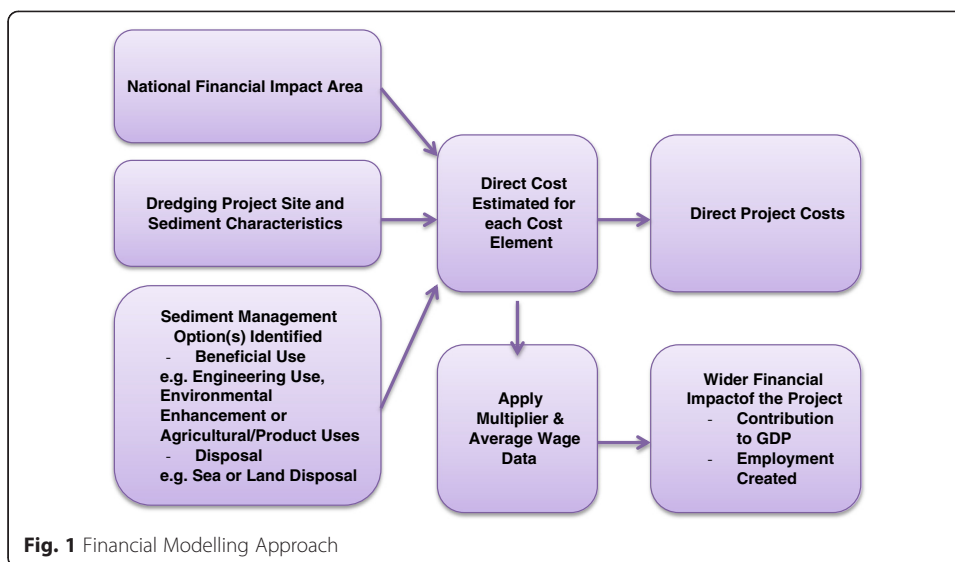 National Financial Impact Area
Dredging Project Site and
Sediment Characteristics
Sediment Management
Option(s) Identified
- Beneficial Use
e.g. Engineering Use,
Environmental
Enhancement or
Agricultural/Product Uses
- Disposal
e.g. Sea or Land Disposal
Direct Cost
Estimated for
each Cost
Element
Direct Project Costs
Apply
Multiplier &
Average Wage
Data
Wider Financial
Impactof the Project
- Contribution
to GDP
- Employment
Created
Fig. 1 Financial Modelling Approach